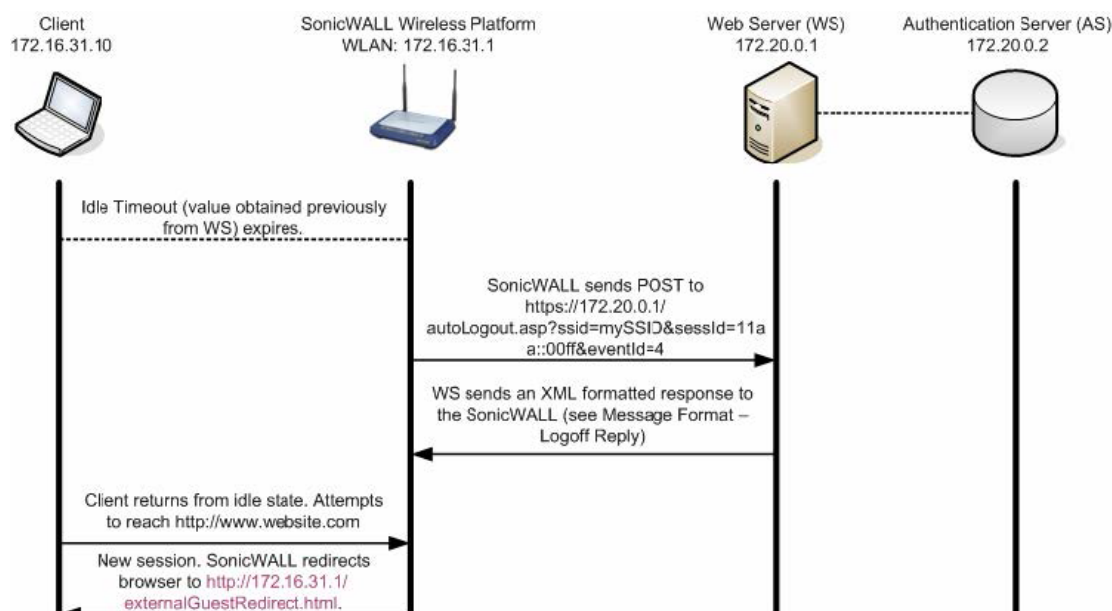 Client
172.16.31.10
SonicWALL Wireless Platform
WLAN: 172.16.31.1
Web Server (WS)
172.20.0.1
Authentication Server (AS)
172.20.0.2
Idle Timeout (value obtained previously
from WS) expires.
SonicWALL sends POST to
https://172.20.0.1/
autoLogout.asp?ssid=mySSID&sessId=11a
a::00ff&eventId=4
WS sends an XML formatted response to
the SonicWALL (see Message Format –
Logoff Reply)
Client returns from idle state. Attempts
to reach http://www.website.com
New session. SonicWALL redirects
browser to http://172.16.31.1/
externalGuestRedirect.html.